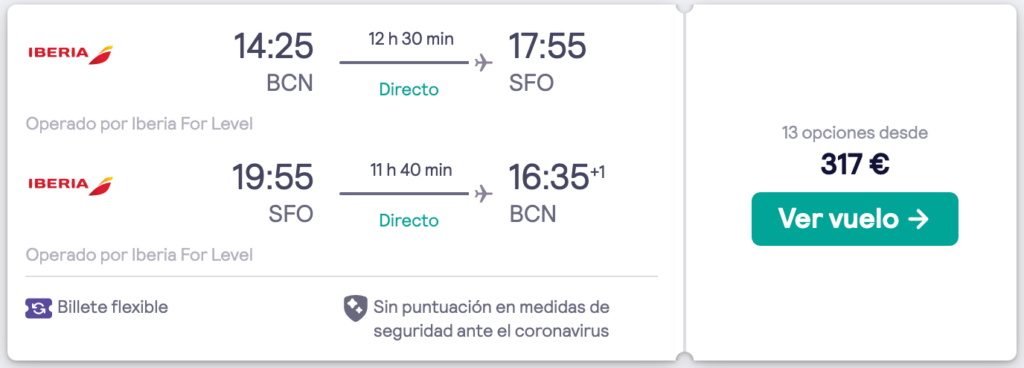 IBERIA
14:25
12 h 30 min
17:55
BCN
Directo
SFO
Operado por Iberia For Level
IBERIA
19:55
11 h 40 min
16:35+1
SFO
Directo
BCN
Operado por Iberia For Level
Billete flexible
Sin puntuación en medidas de
seguridad ante el coronavirus
13 opciones desde
317 €
Ver vuelo →